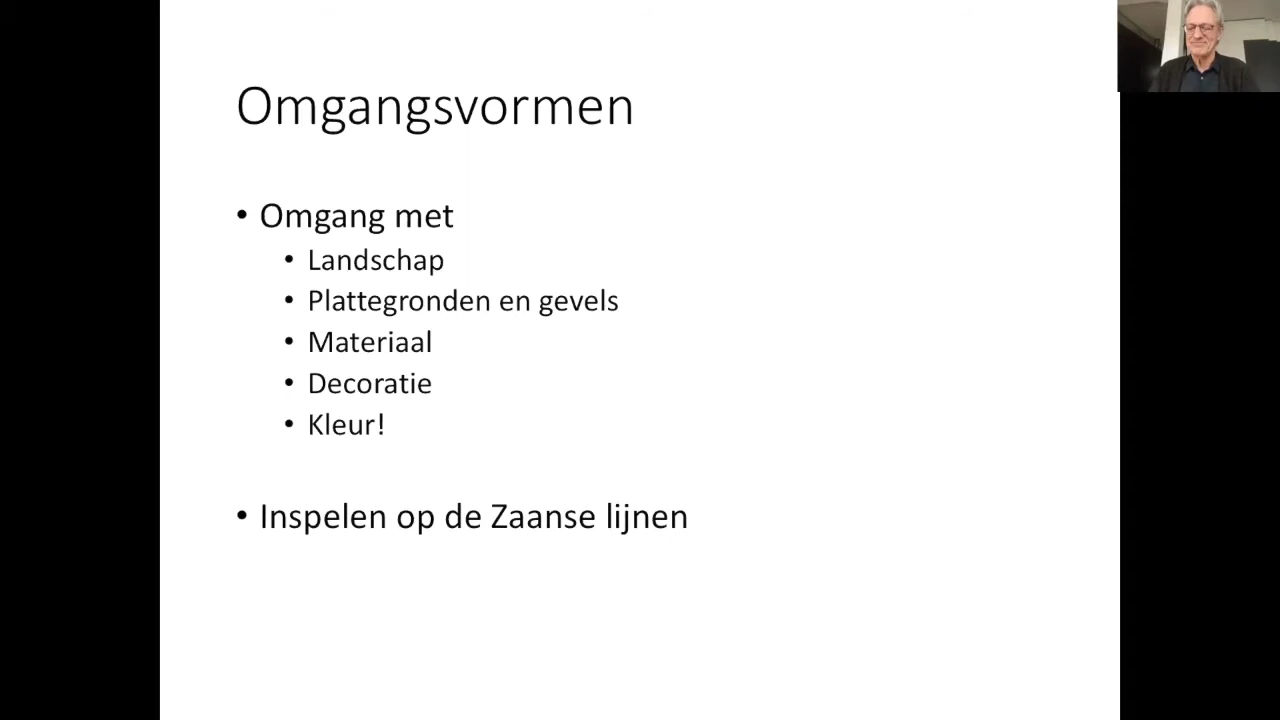 Omgangsvormen
• Omgang met
• Landschap
• Plattegronden en gevels
• Materiaal
• Decoratie
• Kleur!
• Inspelen op de Zaanse lijnen